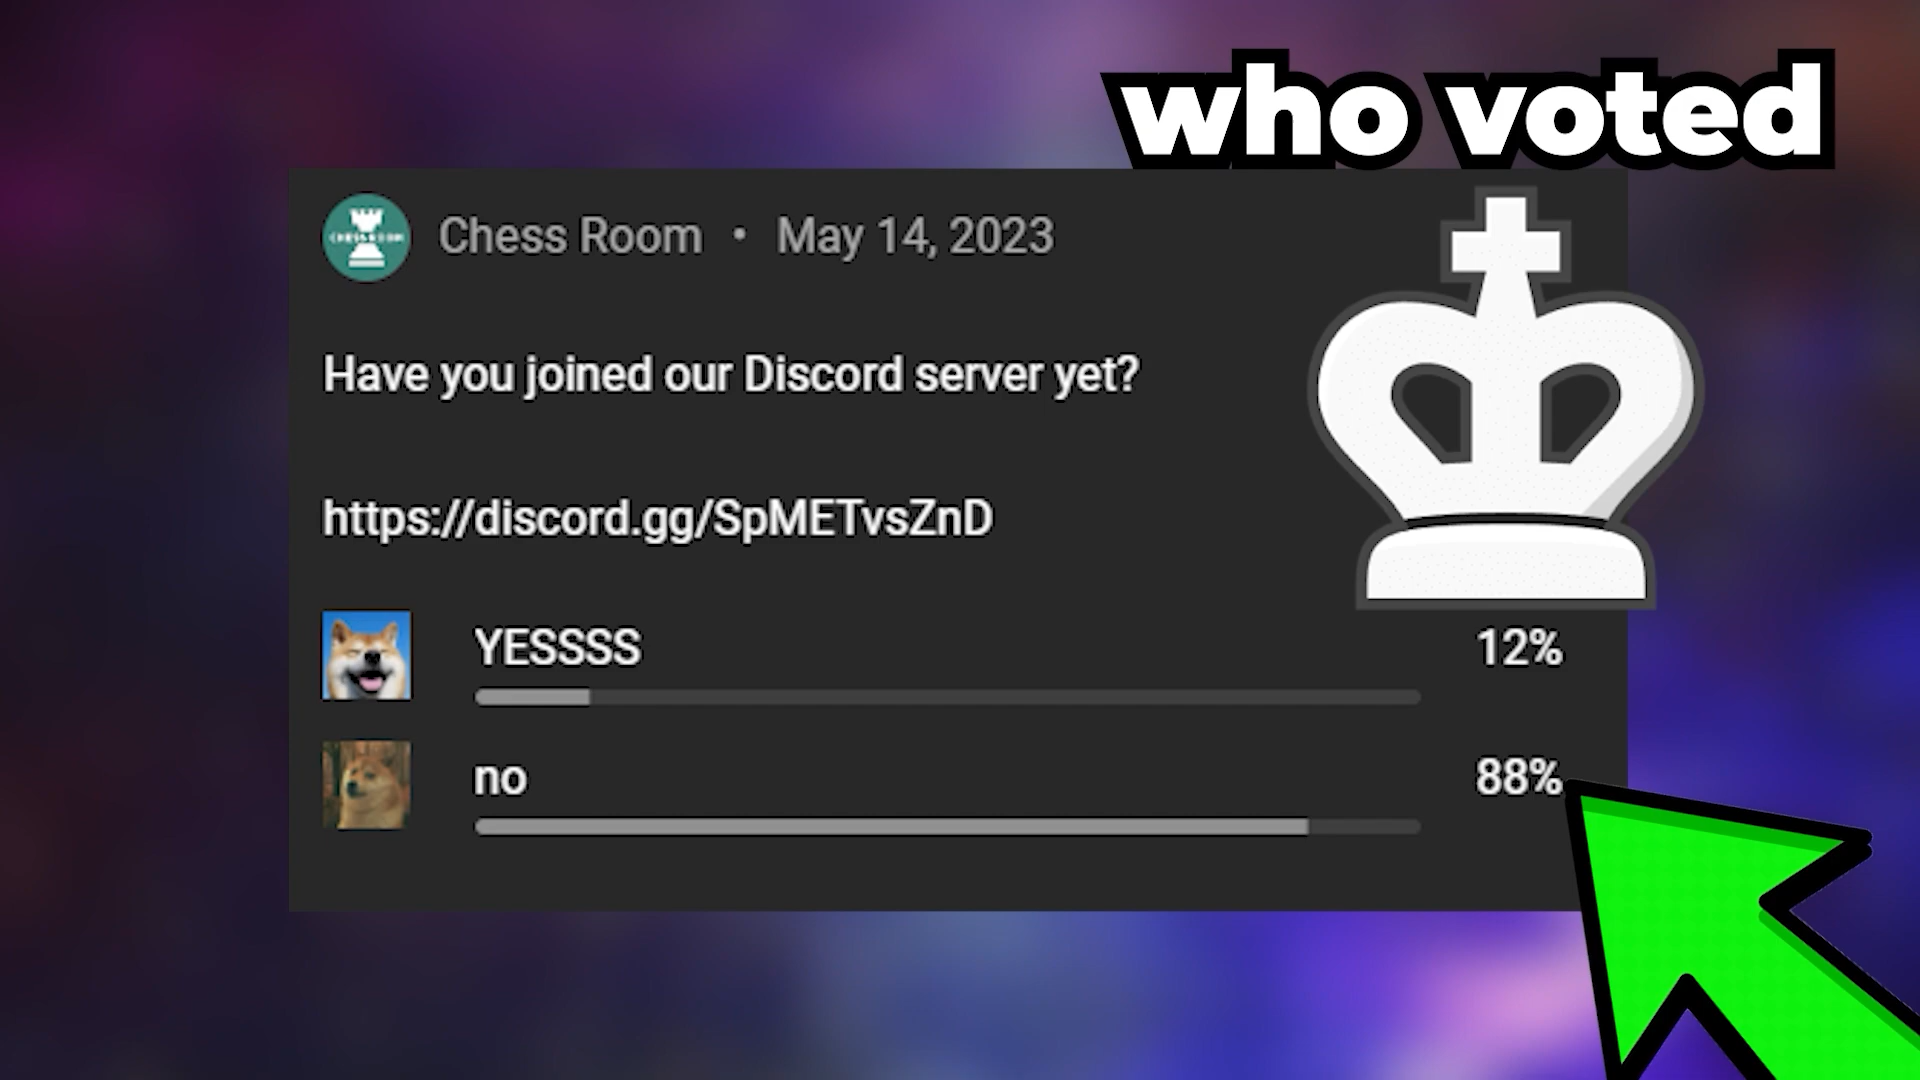 who voted
Chess Room • May 14, 2023
Have you joined our Discord server yet?
https://discord.gg/SpMETvsZnD
YESSSS 12%
no 88%